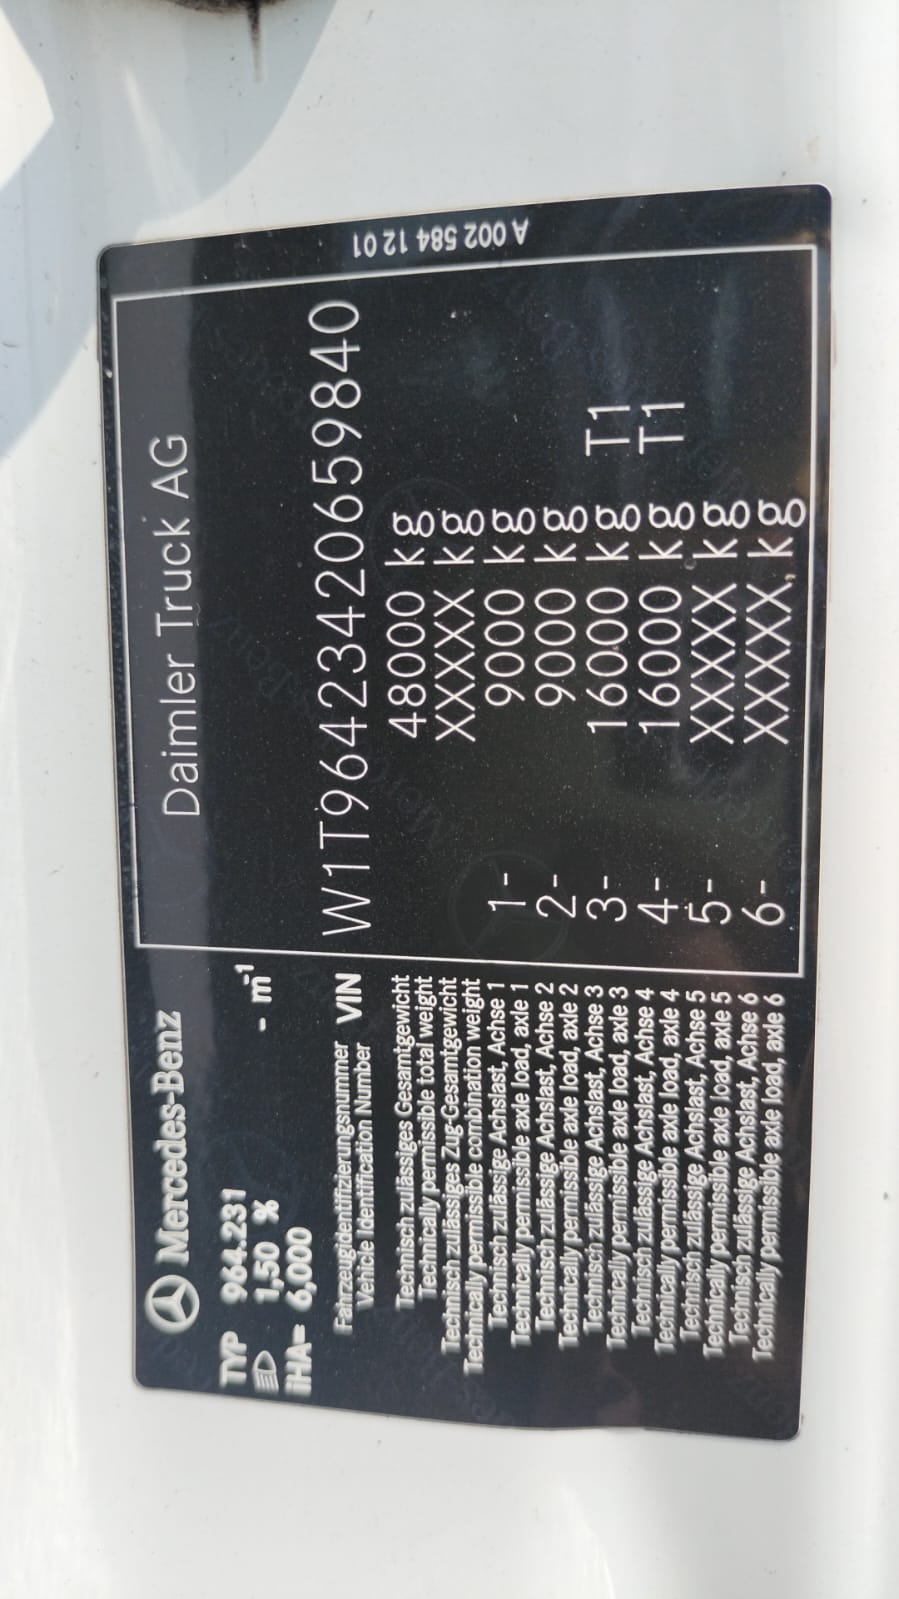 Mercedes-Benz
Daimler Truck AG
TYP 964.231
1,50 %
- m⁻¹
iHA= 6,000
Fahrzeugidentifizierungsnummer
Vehicle Identification Number
VIN
W1T9642342065 9840
Technisch zulässiges Gesamtgewicht
Technically permissible total weight
48000 kg
Technisch zulässiges Zug-Gesamtgewicht
Technically permissible combination weight
XXXXX kg
Technisch zulässige Achslast, Achse 1
Technically permissible axle load, axle 1
1- 9000 kg
Technisch zulässige Achslast, Achse 2
Technically permissible axle load, axle 2
2- 9000 kg
Technisch zulässige Achslast, Achse 3
Technically permissible axle load, axle 3
3- 16000 kg T1
Technisch zulässige Achslast, Achse 4
Technically permissible axle load, axle 4
4- 16000 kg T1
Technisch zulässige Achslast, Achse 5
Technically permissible axle load, axle 5
5- XXXXX kg
Technisch zulässige Achslast, Achse 6
Technically permissible axle load, axle 6
6- XXXXX kg
A 002 584 12 01